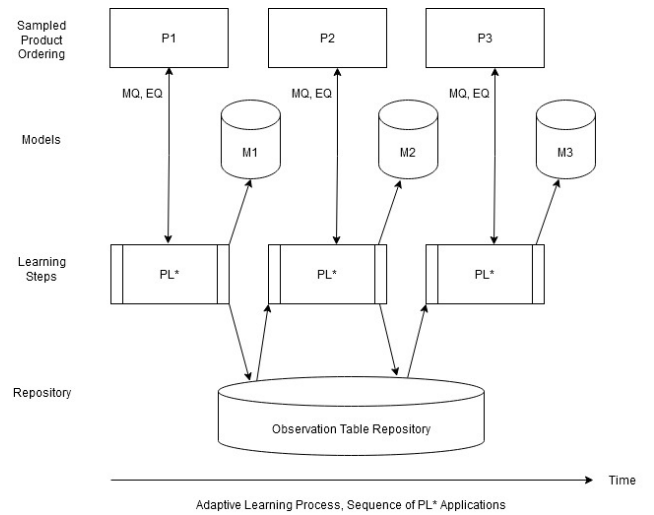 Sampled
Product
Ordering
P1
P2
P3
MQ, EQ
MQ, EQ
MQ, EQ
Models
M1
M2
M3
Learning
Steps
PL*
PL*
PL*
Repository
Observation Table Repository
Time
Adaptive Learning Process, Sequence of PL* Applications